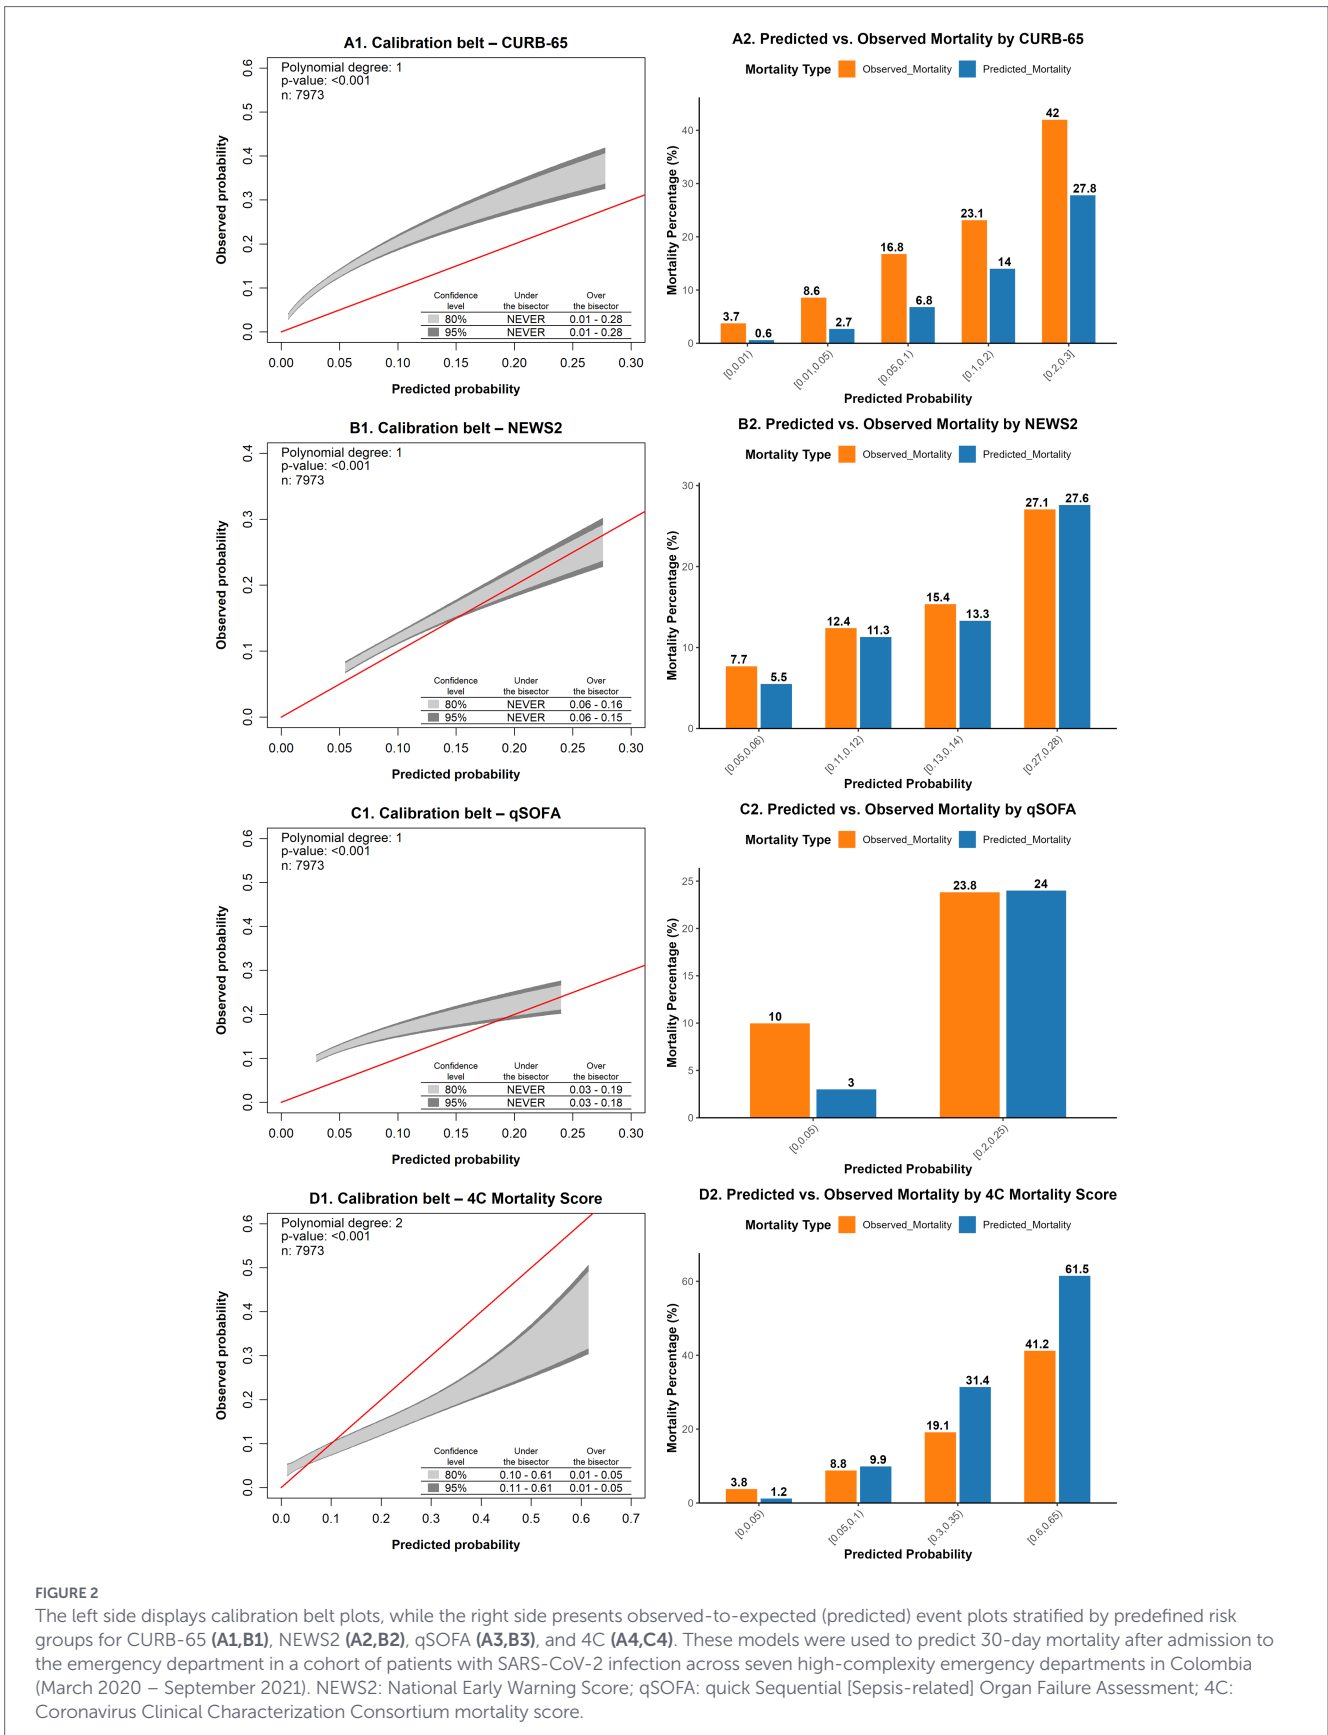 A1. Calibration belt – CURB-65
Polynomial degree: 1
p-value: <0.001
n: 7973
Observed probability
0.0 0.1 0.2 0.3 0.4 0.5 0.6
Confidence level Under the bisector Over the bisector
80% NEVER 0.01 - 0.28
95% NEVER 0.01 - 0.28
0.00 0.05 0.10 0.15 0.20 0.25 0.30
Predicted probability
A2. Predicted vs. Observed Mortality by CURB-65
Mortality Type Observed_Mortality Predicted_Mortality
Mortality Percentage (%)
0 10 20 30 40
3.7 0.6 8.6 2.7 16.8 6.8 23.1 14 42 27.8
[0,0.01) [0.01,0.05) [0.05,0.1) [0.1,0.2) [0.2,0.3]
Predicted Probability
B1. Calibration belt – NEWS2
Polynomial degree: 1
p-value: <0.001
n: 7973
Observed probability
0.0 0.1 0.2 0.3 0.4
Confidence level Under the bisector Over the bisector
80% NEVER 0.06 - 0.16
95% NEVER 0.06 - 0.15
0.00 0.05 0.10 0.15 0.20 0.25 0.30
Predicted probability
B2. Predicted vs. Observed Mortality by NEWS2
Mortality Type Observed_Mortality Predicted_Mortality
Mortality Percentage (%)
0 10 20 30
7.7 5.5 12.4 11.3 15.4 13.3 27.1 27.6
[0.05,0.06) [0.11,0.12) [0.13,0.14) [0.27,0.28)
Predicted Probability
C1. Calibration belt – qSOFA
Polynomial degree: 1
p-value: <0.001
n: 7973
Observed probability
0.0 0.1 0.2 0.3 0.4 0.5 0.6
Confidence level Under the bisector Over the bisector
80% NEVER 0.03 - 0.19
95% NEVER 0.03 - 0.18
0.00 0.05 0.10 0.15 0.20 0.25 0.30
Predicted probability
C2. Predicted vs. Observed Mortality by qSOFA
Mortality Type Observed_Mortality Predicted_Mortality
Mortality Percentage (%)
0 5 10 15 20 25
10 3 23.8 24
[0,0.05) [0.2,0.25)
Predicted Probability
D1. Calibration belt – 4C Mortality Score
Polynomial degree: 2
p-value: <0.001
n: 7973
Observed probability
0.0 0.1 0.2 0.3 0.4 0.5 0.6
Confidence level Under the bisector Over the bisector
80% 0.10 - 0.61 0.01 - 0.05
95% 0.11 - 0.61 0.01 - 0.05
0.0 0.1 0.2 0.3 0.4 0.5 0.6 0.7
Predicted probability
D2. Predicted vs. Observed Mortality by 4C Mortality Score
Mortality Type Observed_Mortality Predicted_Mortality
Mortality Percentage (%)
0 20 40 60
3.8 1.2 8.8 9.9 19.1 31.4 41.2 61.5
[0,0.05) [0.05,0.1) [0.3,0.35) [0.6,0.65)
Predicted Probability
FIGURE 2
The left side displays calibration belt plots, while the right side presents observed-to-expected (predicted) event plots stratified by predefined risk
groups for CURB-65 (A1,B1), NEWS2 (A2,B2), qSOFA (A3,B3), and 4C (A4,C4). These models were used to predict 30-day mortality after admission to
the emergency department in a cohort of patients with SARS-CoV-2 infection across seven high-complexity emergency departments in Colombia
(March 2020 – September 2021). NEWS2: National Early Warning Score; qSOFA: quick Sequential [Sepsis-related] Organ Failure Assessment; 4C:
Coronavirus Clinical Characterization Consortium mortality score.